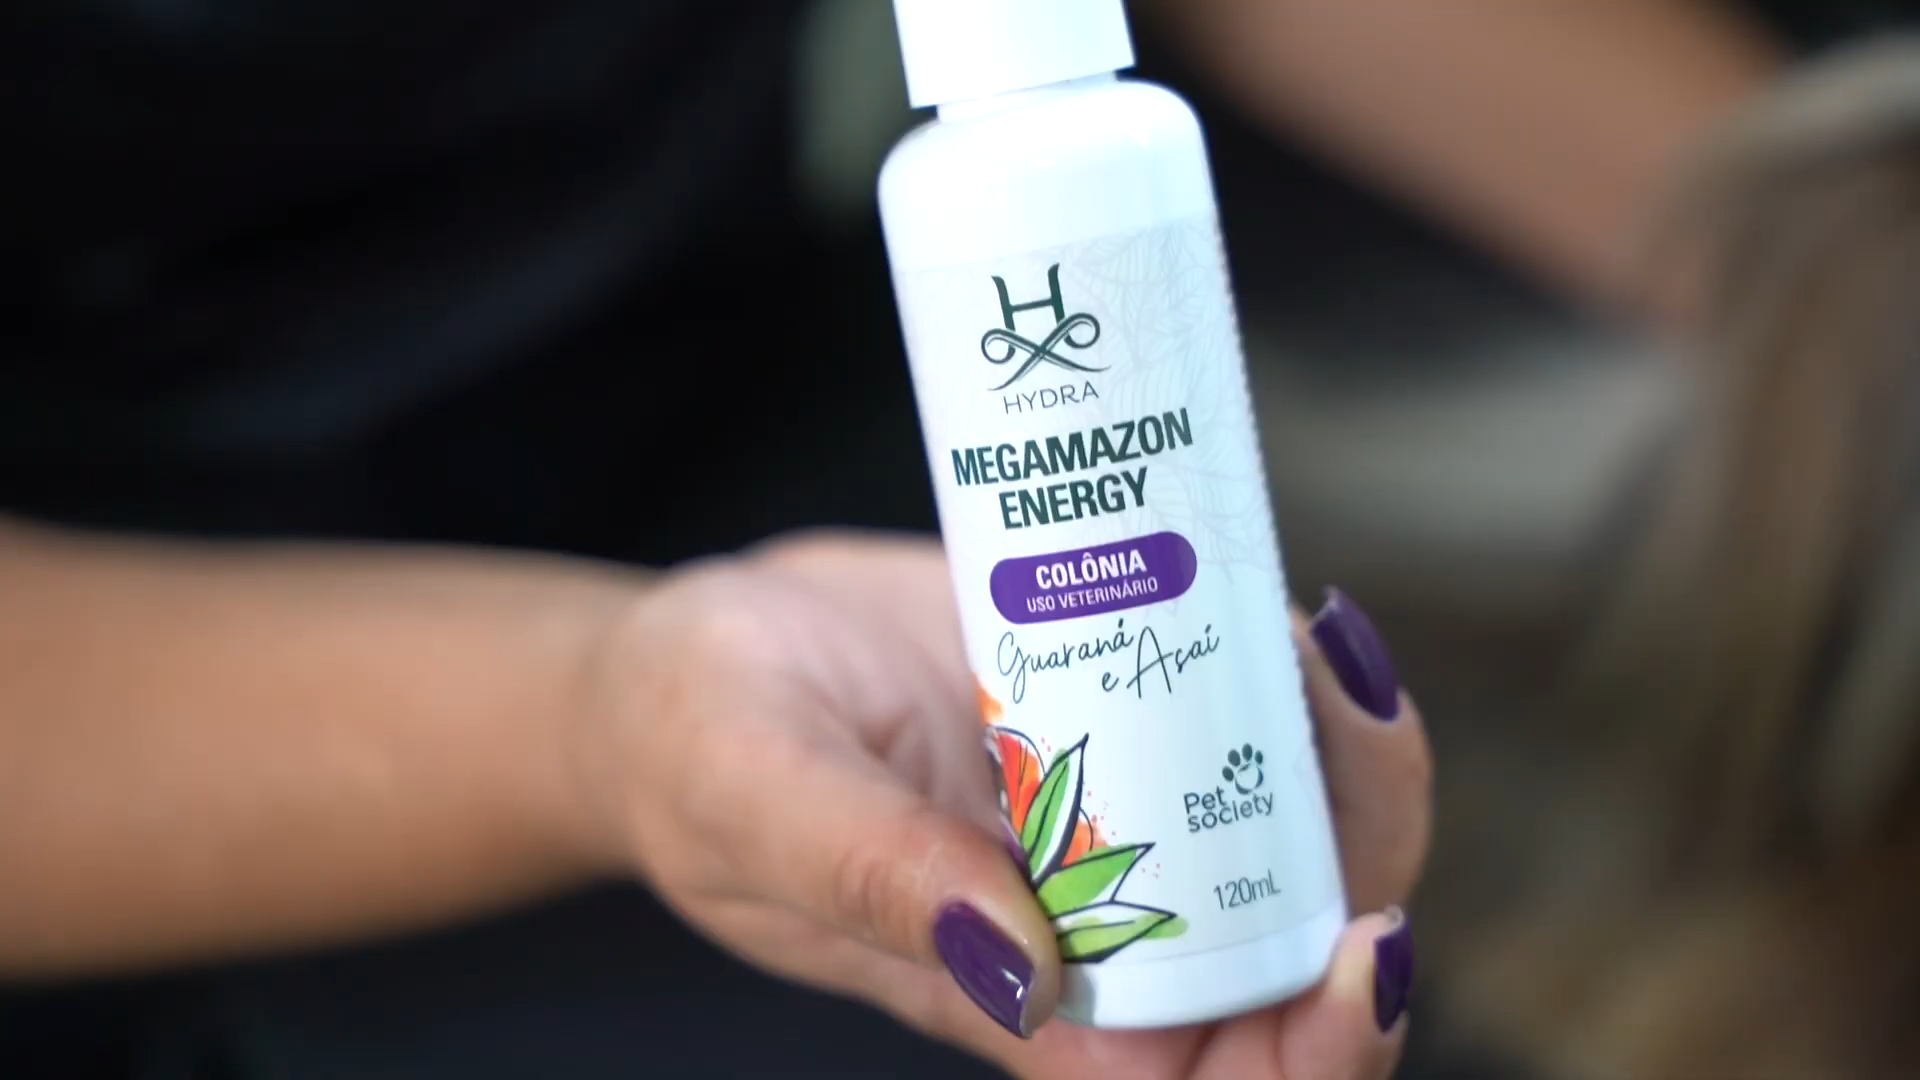 H
HYDRA
MEGAMAZON
ENERGY
COLÔNIA
USO VETERINÁRIO
Guaraná
e Açaí
Pet
society
120mL